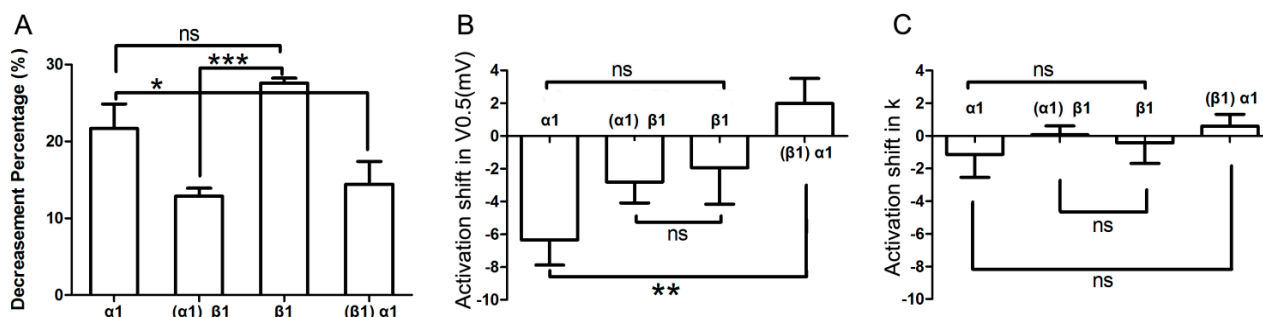 A
Decreasement Percentage (%)
30
20
10
0
ns
***
*
α1
(α1) β1
β1
(β1) α1
B
Activation shift in V0.5(mV)
4
2
0
-2
-4
-6
-8
-10
ns
α1
(α1) β1
β1
(β1) α1
ns
**
C
Activation shift in k
4
2
0
-2
-4
-6
-8
-10
ns
α1
(α1) β1
β1
(β1) α1
ns
ns